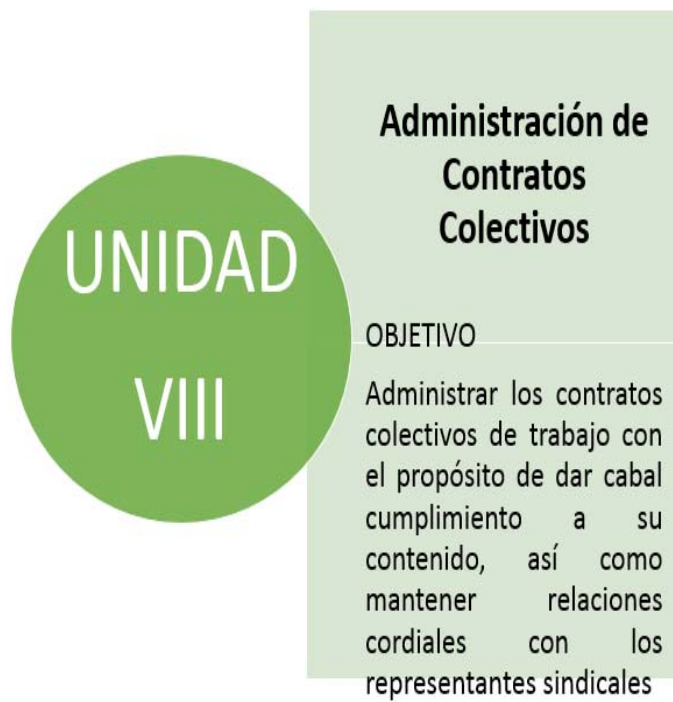 UNIDAD
VIII
Administración de
Contratos
Colectivos
OBJETIVO
Administrar los contratos
colectivos de trabajo con
el propósito de dar cabal
cumplimiento a su
contenido, así como
mantener relaciones
cordiales con los
representantes sindicales